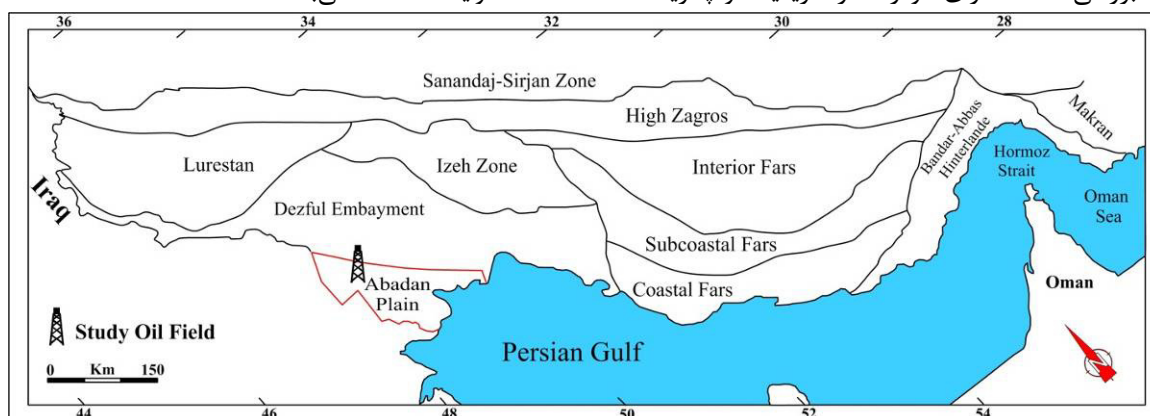 36 34 32 30 28
Sanandaj-Sirjan Zone
High Zagros
Makran
Bandar-Abbas
Hinterlande
Lurestan
Izeh Zone
Interior Fars
Hormoz
Strait
Iraq
Dezful Embayment
Oman
Sea
Subcoastal Fars
Abadan
Plain
Coastal Fars
Oman
Study Oil Field
Persian Gulf
0 Km 150
44 46 50 52 54